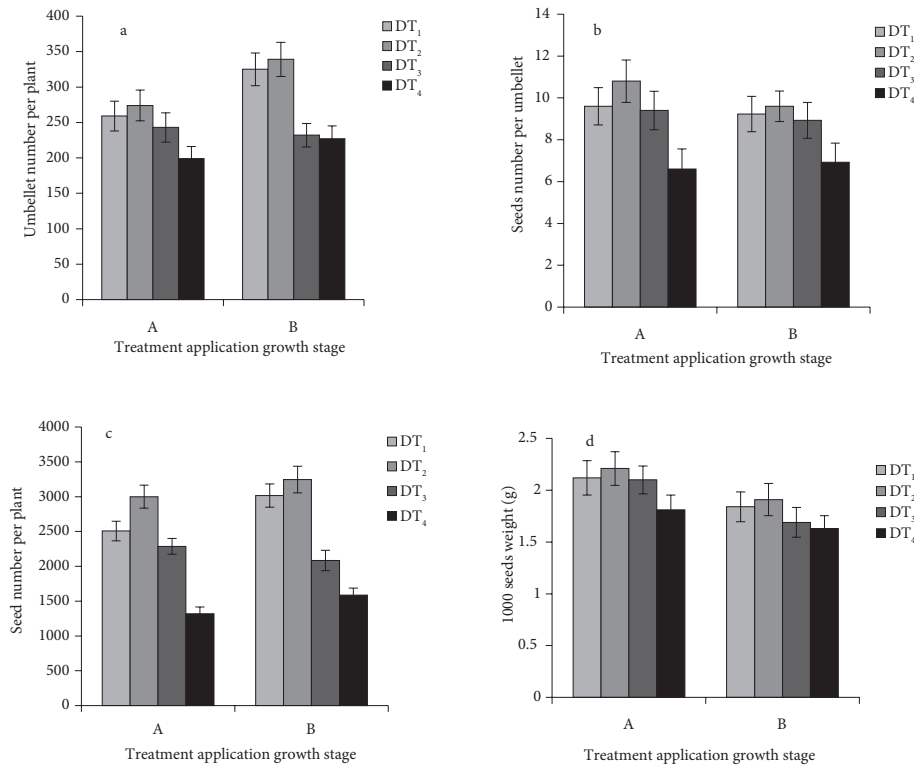 a
Umbellet number per plant
400
350
300
250
200
150
100
50
0
A B
Treatment application growth stage
DT₁
DT₂
DT₃
DT₄
b
Seeds number per umbellet
14
12
10
8
6
4
2
0
A B
Treatment application growth stage
DT₁
DT₂
DT₃
DT₄
c
Seed number per plant
4000
3500
3000
2500
2000
1500
1000
500
0
A B
Treatment application growth stage
DT₁
DT₂
DT₃
DT₄
d
1000 seeds weight (g)
2.5
2
1.5
1
0.5
0
A B
Treatment application growth stage
DT₁
DT₂
DT₃
DT₄